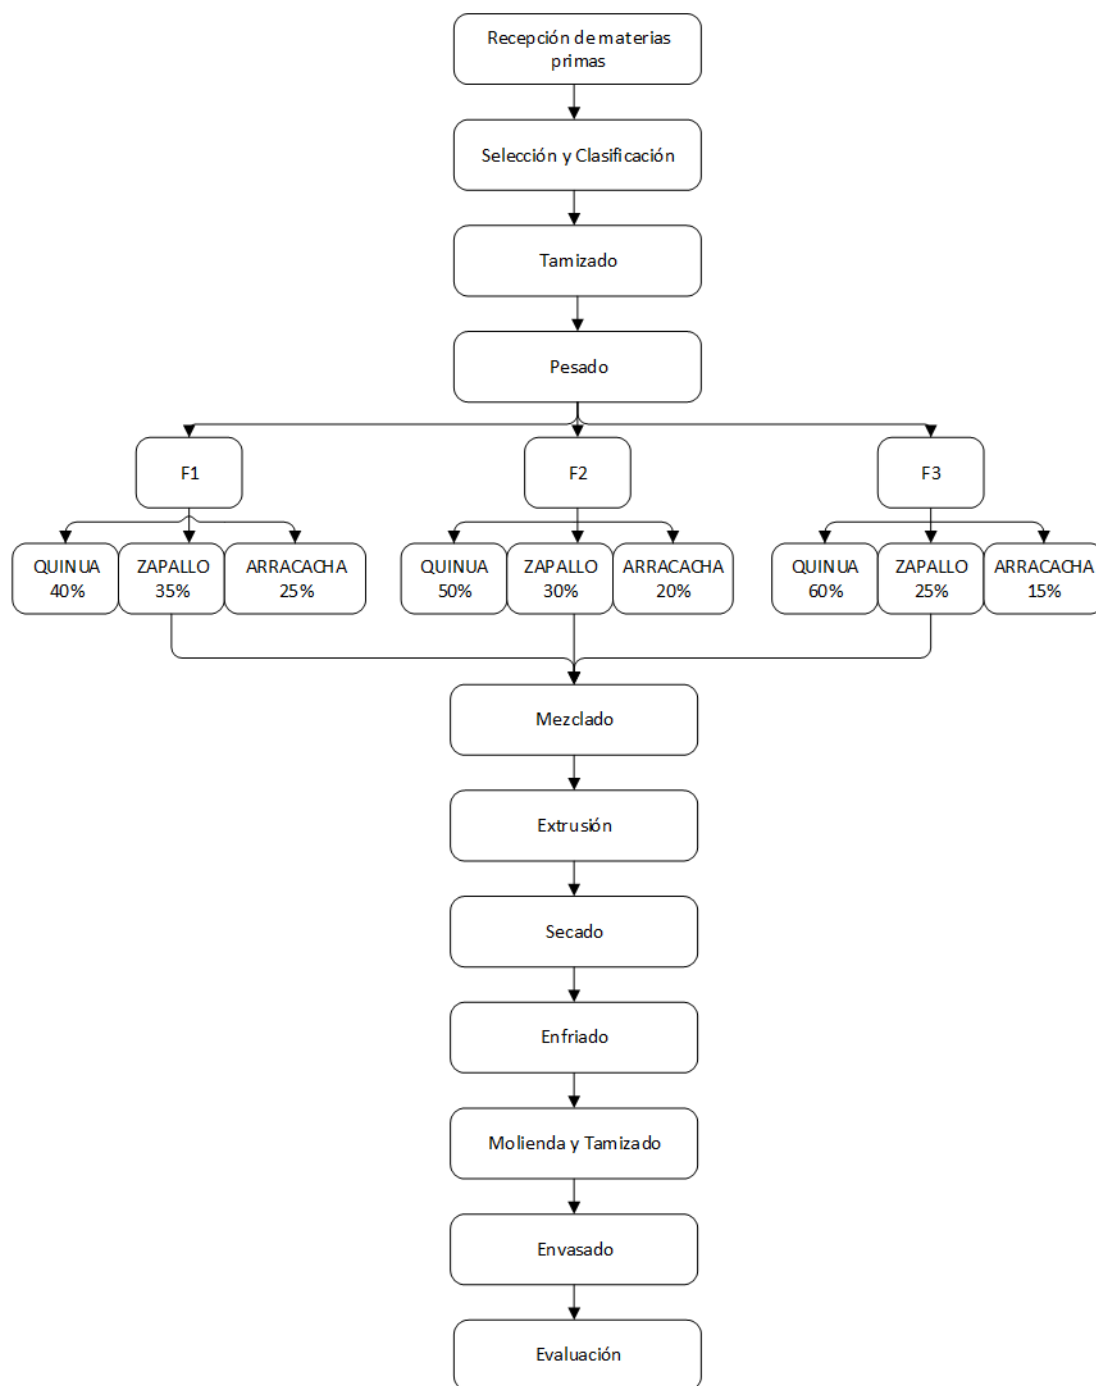 Recepción de materias
primas
Selección y Clasificación
Tamizado
Pesado
F1
F2
F3
QUINUA
40%
ZAPALLO
35%
ARRACACHA
25%
QUINUA
50%
ZAPALLO
30%
ARRACACHA
20%
QUINUA
60%
ZAPALLO
25%
ARRACACHA
15%
Mezclado
Extrusión
Secado
Enfriado
Molienda y Tamizado
Envasado
Evaluación